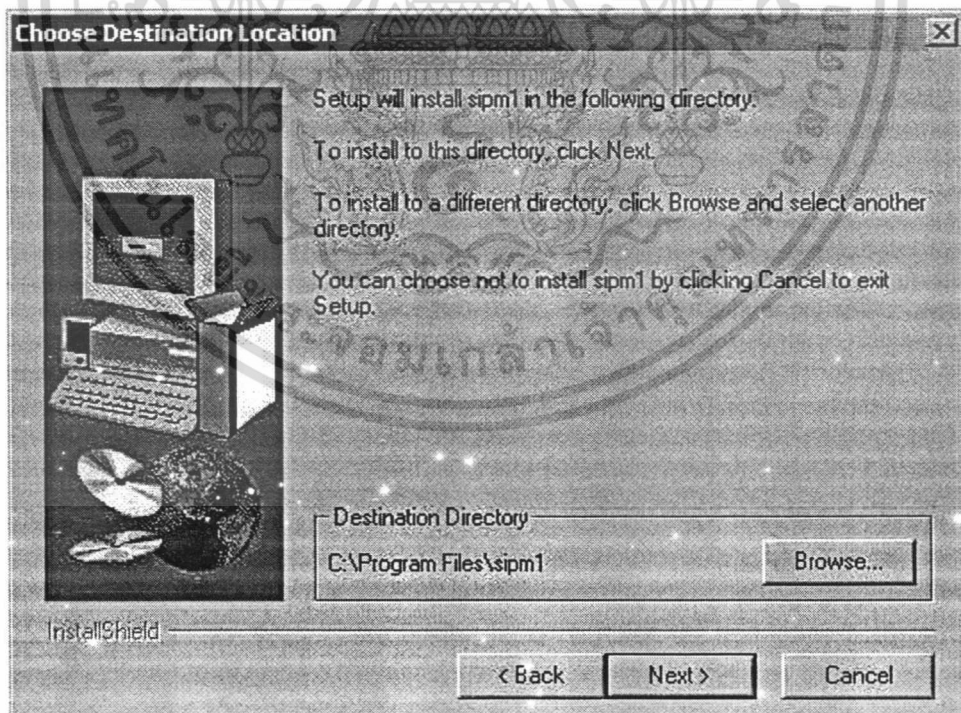 Choose Destination Location
Setup will install sipm1 in the following directory.
To install to this directory, click Next.
To install to a different directory, click Browse and select another
directory.
You can choose not to install sipm1 by clicking Cancel to exit
Setup.
Destination Directory
C:\Program Files\sipm1
Browse...
InstallShield
< Back
Next >
Cancel